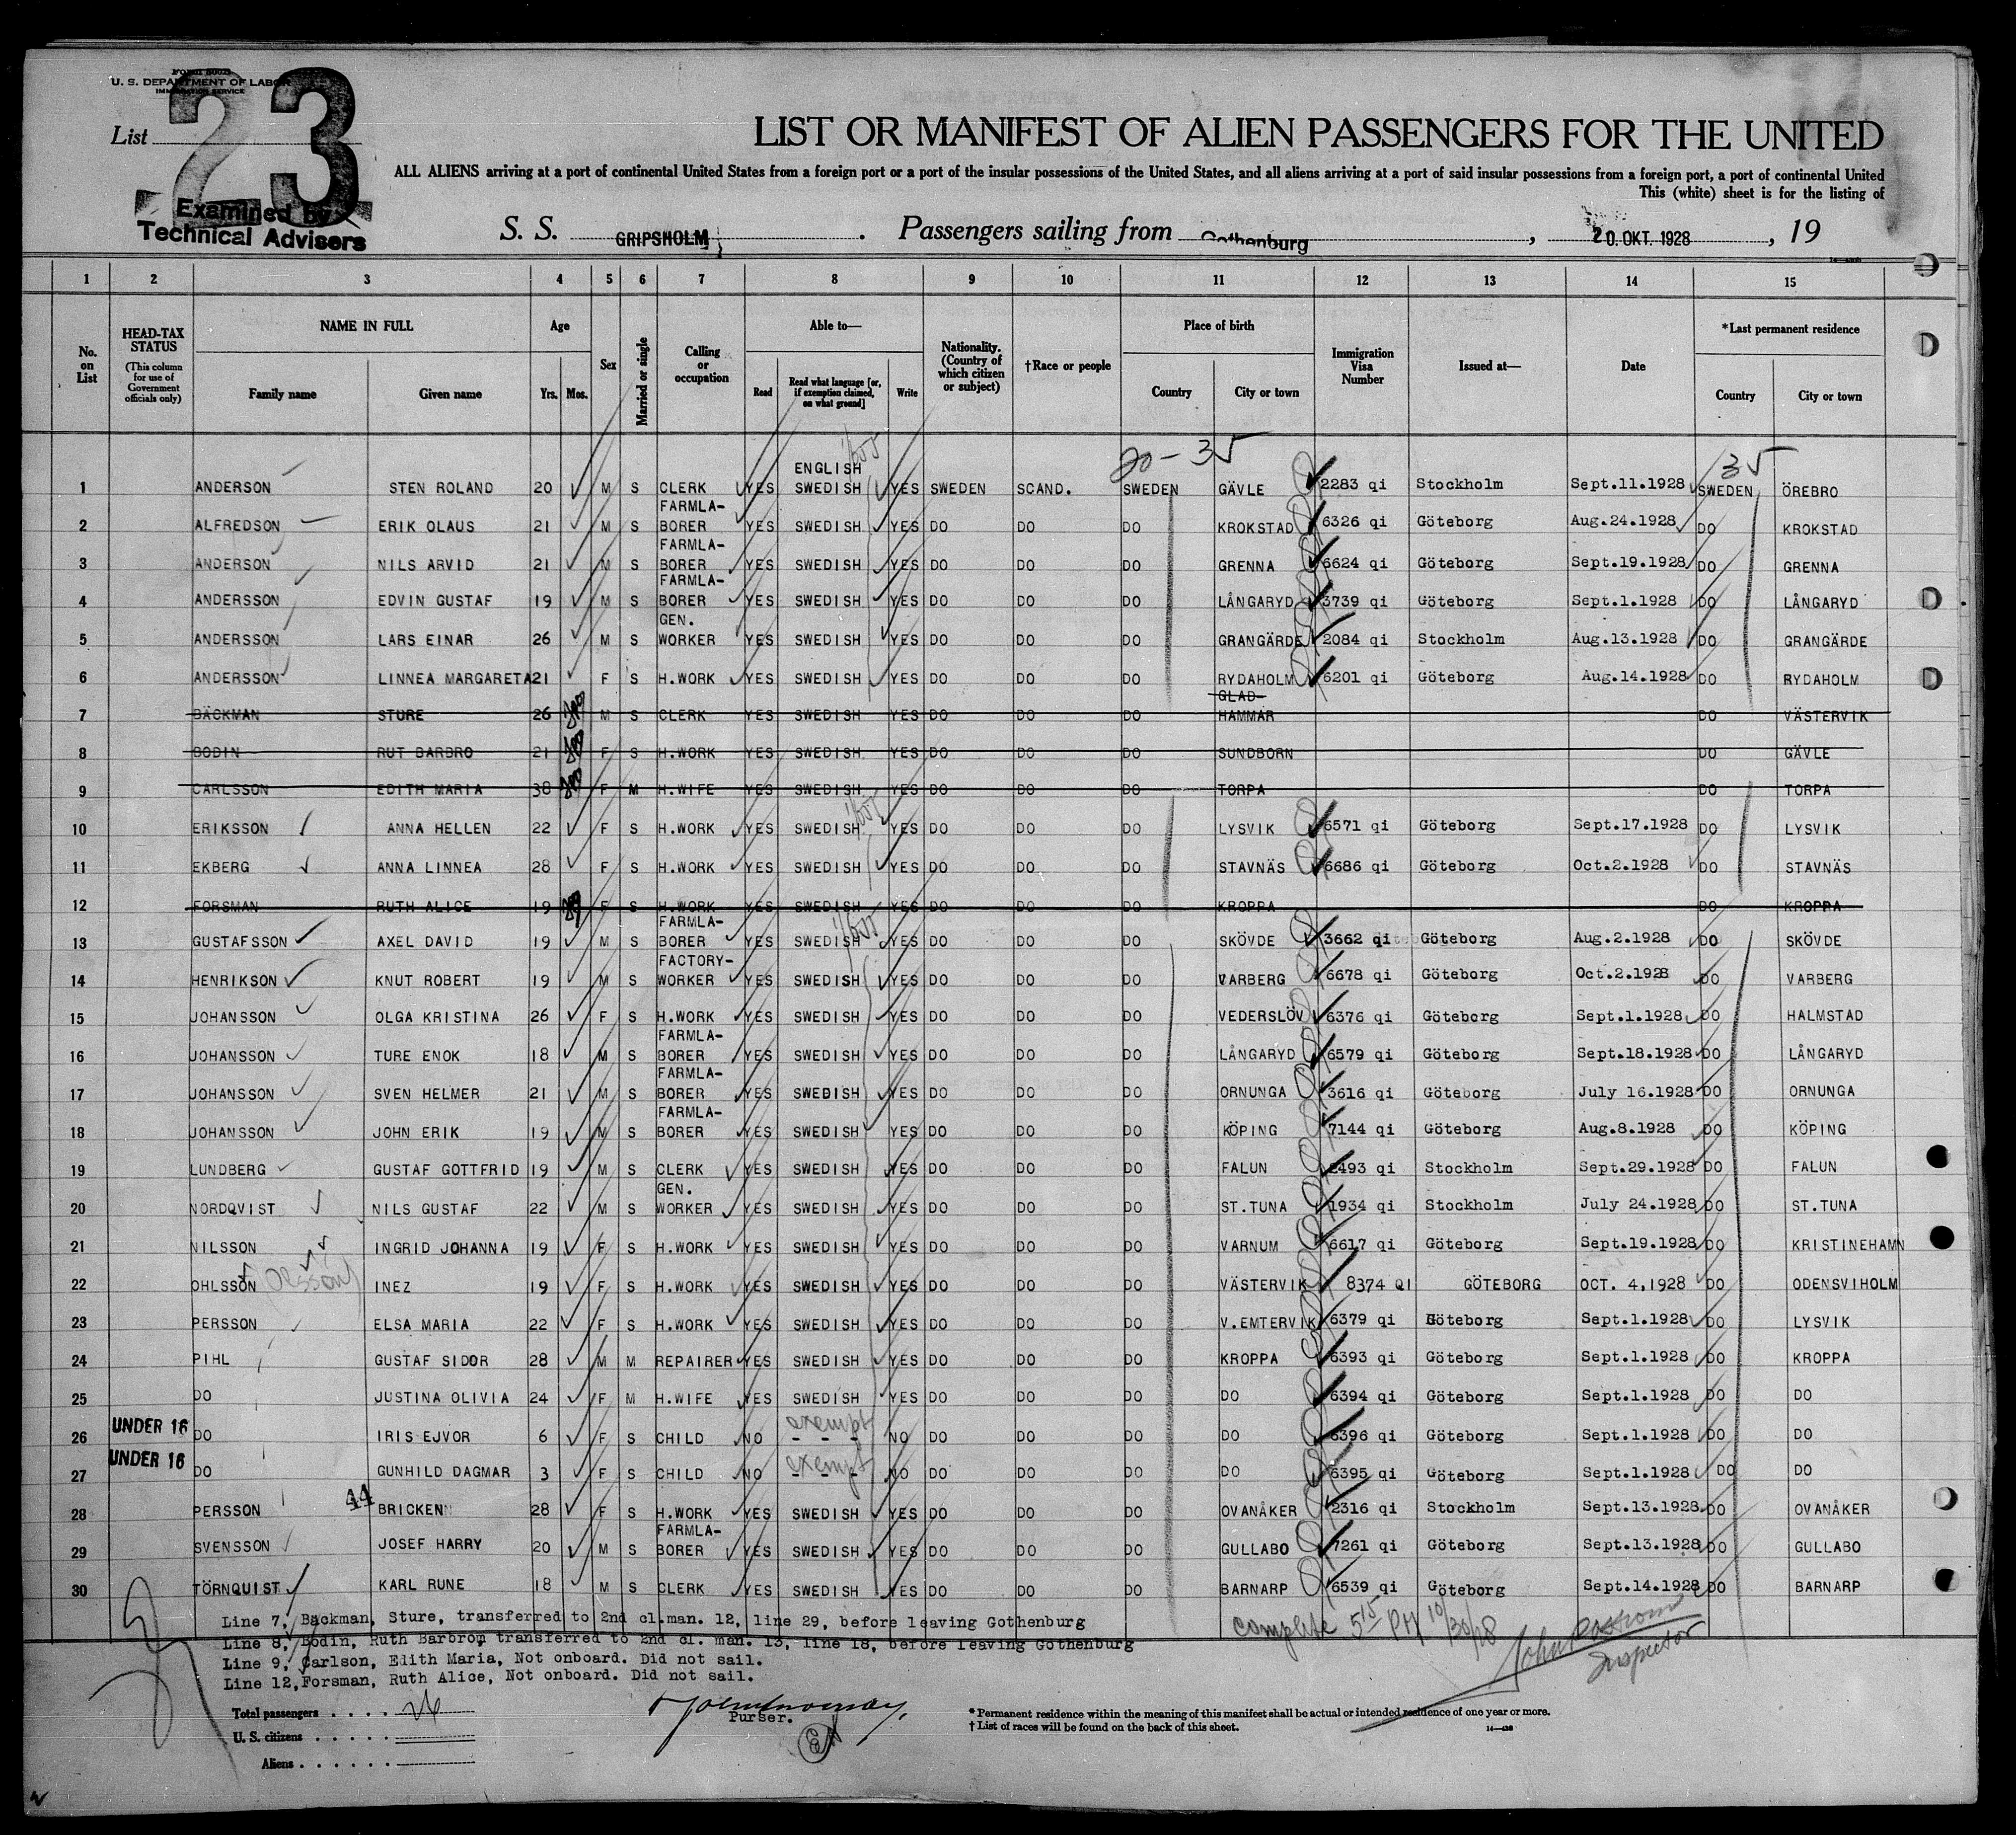 Form 500 B
U. S. DEPARTMENT OF LABOR
IMMIGRATION SERVICE
23
List
Examined by
Technical Advisers
LIST OR MANIFEST OF ALIEN PASSENGERS FOR THE UNITED
ALL ALIENS arriving at a port of continental United States from a foreign port or a port of the insular possessions of the United States, and all aliens arriving at a port of said insular possessions from a foreign port, a port of continental United
This (white) sheet is for the listing of
S. S. GRIPSHOLM. Passengers sailing from Gothenburg, 20.OKT.1928, 19
1 2 3 4 5 6 7 8 9 10 11 12 13 14 15
No. on List
HEAD-TAX STATUS (This column for use of Government officials only)
NAME IN FULL
Family name Given name
Age
Yrs. Mos.
Sex
Married or single
Calling or occupation
Able to—
Read Read what language [or, if exemption claimed, on what ground] Write
Nationality. (Country of which citizen or subject)
†Race or people
Place of birth
Country City or town
Immigration Visa Number
Issued at—
Date
*Last permanent residence
Country City or town
20-35 35
1 ANDERSON STEN ROLAND 20 M S CLERK YES ENGLISH SWEDISH YES SWEDEN SCAND. SWEDEN GÄVLE 2283 qi Stockholm Sept.11.1928 SWEDEN ÖREBRO
2 ALFREDSON ERIK OLAUS 21 M S FARMLA-BORER YES SWEDISH YES DO DO DO KROKSTAD 6326 qi Göteborg Aug.24.1928 DO KROKSTAD
3 ANDERSON NILS ARVID 21 M S FARMLA-BORER YES SWEDISH YES DO DO DO GRENNA 6624 qi Göteborg Sept.19.1928 DO GRENNA
4 ANDERSSON EDVIN GUSTAF 19 M S FARMLA-BORER YES SWEDISH YES DO DO DO LÅNGARYD 3739 qi Göteborg Sept.1.1928 DO LÅNGARYD
5 ANDERSSON LARS EINAR 26 M S GEN. WORKER YES SWEDISH YES DO DO DO GRANGÄRDE 2084 qi Stockholm Aug.13.1928 DO GRANGÄRDE
6 ANDERSSON LINNEA MARGARETA 21 F S H.WORK YES SWEDISH YES DO DO DO RYDAHOLM 6201 qi Göteborg Aug.14.1928 DO RYDAHOLM
7 BÄCKMAN STURE 26 M S CLERK YES SWEDISH YES DO DO DO GLAD-HAMMAR DO VÄSTERVIK
8 BODIN RUT BARBRO 21 F S H.WORK YES SWEDISH YES DO DO DO SUNDBORN DO GÄVLE
9 CARLSSON EDITH MARIA 38 F M H.WIFE YES SWEDISH YES DO DO DO TORPA DO TORPA
10 ERIKSSON ANNA HELLEN 22 F S H.WORK YES SWEDISH YES DO DO DO LYSVIK 6571 qi Göteborg Sept.17.1928 DO LYSVIK
11 EKBERG ANNA LINNEA 28 F S H.WORK YES SWEDISH YES DO DO DO STAVNÄS 6686 qi Göteborg Oct.2.1928 DO STAVNÄS
12 FORSMAN RUTH ALICE 19 F S H.WORK YES SWEDISH YES DO DO DO KROPPA DO KROPPA
13 GUSTAFSSON AXEL DAVID 19 M S FARMLA-BORER YES SWEDISH YES DO DO DO SKÖVDE 3662 qi Göteborg Aug.2.1928 DO SKÖVDE
14 HENRIKSON KNUT ROBERT 19 M S FACTORY-WORKER YES SWEDISH YES DO DO DO VARBERG 6678 qi Göteborg Oct.2.1928 DO VARBERG
15 JOHANSSON OLGA KRISTINA 26 F S H.WORK YES SWEDISH YES DO DO DO VEDERSLÖV 6376 qi Göteborg Sept.1.1928 DO HALMSTAD
16 JOHANSSON TURE ENOK 18 M S FARMLA-BORER YES SWEDISH YES DO DO DO LÅNGARYD 6579 qi Göteborg Sept.18.1928 DO LÅNGARYD
17 JOHANSSON SVEN HELMER 21 M S FARMLA-BORER YES SWEDISH YES DO DO DO ORNUNGA 3616 qi Göteborg July 16.1928 DO ORNUNGA
18 JOHANSSON JOHN ERIK 19 M S FARMLA-BORER YES SWEDISH YES DO DO DO KÖPING 7144 qi Göteborg Aug.8.1928 DO KÖPING
19 LUNDBERG GUSTAF GOTTFRID 19 M S CLERK YES SWEDISH YES DO DO DO FALUN 2493 qi Stockholm Sept.29.1928 DO FALUN
20 NORDQVIST NILS GUSTAF 22 M S GEN. WORKER YES SWEDISH YES DO DO DO ST.TUNA 1934 qi Stockholm July 24.1928 DO ST.TUNA
21 NILSSON INGRID JOHANNA 19 F S H.WORK YES SWEDISH YES DO DO DO VARNUM 6617 qi Göteborg Sept.19.1928 DO KRISTINEHAMN
22 OHLSSON (Olsson) INEZ 19 F S H.WORK YES SWEDISH YES DO DO DO VÄSTERVIK 8374 QI GÖTEBORG OCT. 4,1928 DO ODENSVIHOLM
23 PERSSON ELSA MARIA 22 F S H.WORK YES SWEDISH YES DO DO DO V.EMTERVIK 6379 qi Göteborg Sept.1.1928 DO LYSVIK
24 PIHL GUSTAF SIDOR 28 M M REPAIRER YES SWEDISH YES DO DO DO KROPPA 6393 qi Göteborg Sept.1.1928 DO KROPPA
25 DO JUSTINA OLIVIA 24 F M H.WIFE YES SWEDISH YES DO DO DO DO 6394 qi Göteborg Sept.1.1928 DO DO
26 UNDER 16 DO IRIS EJVOR 6 F S CHILD NO exempt - - - NO DO DO DO DO 6396 qi Göteborg Sept.1.1928 DO DO
27 UNDER 16 DO GUNHILD DAGMAR 3 F S CHILD NO exempt - - - NO DO DO DO DO 6395 qi Göteborg Sept.1.1928 DO DO
28 PERSSON 44 BRICKEN 28 F S H.WORK YES SWEDISH YES DO DO DO OVANÅKER 2316 qi Stockholm Sept.13.1928 DO OVANÅKER
29 SVENSSON JOSEF HARRY 20 M S FARMLA-BORER YES SWEDISH YES DO DO DO GULLABO 7261 qi Göteborg Sept.13.1928 DO GULLABO
30 TÖRNQUIST KARL RUNE 18 M S CLERK YES SWEDISH YES DO DO DO BARNARP 6539 qi Göteborg Sept.14.1928 DO BARNARP
Line 7, Bäckman, Sture, transferred to 2nd cl.man. 12, line 29, before leaving Gothenburg
Line 8, Bodin, Ruth Barbro, transferred to 2nd cl. man. 13, line 18, before leaving Gothenburg
Line 9, Carlson, Edith Maria, Not onboard. Did not sail.
Line 12, Forsman, Ruth Alice, Not onboard. Did not sail.
complete 5 15 PM 10/30/28
Inspector
Total passengers . . . . 26
U. S. citizens . . . . .
Aliens . . . . . .
Purser.
*Permanent residence within the meaning of this manifest shall be actual or intended residence of one year or more.
†List of races will be found on the back of this sheet.